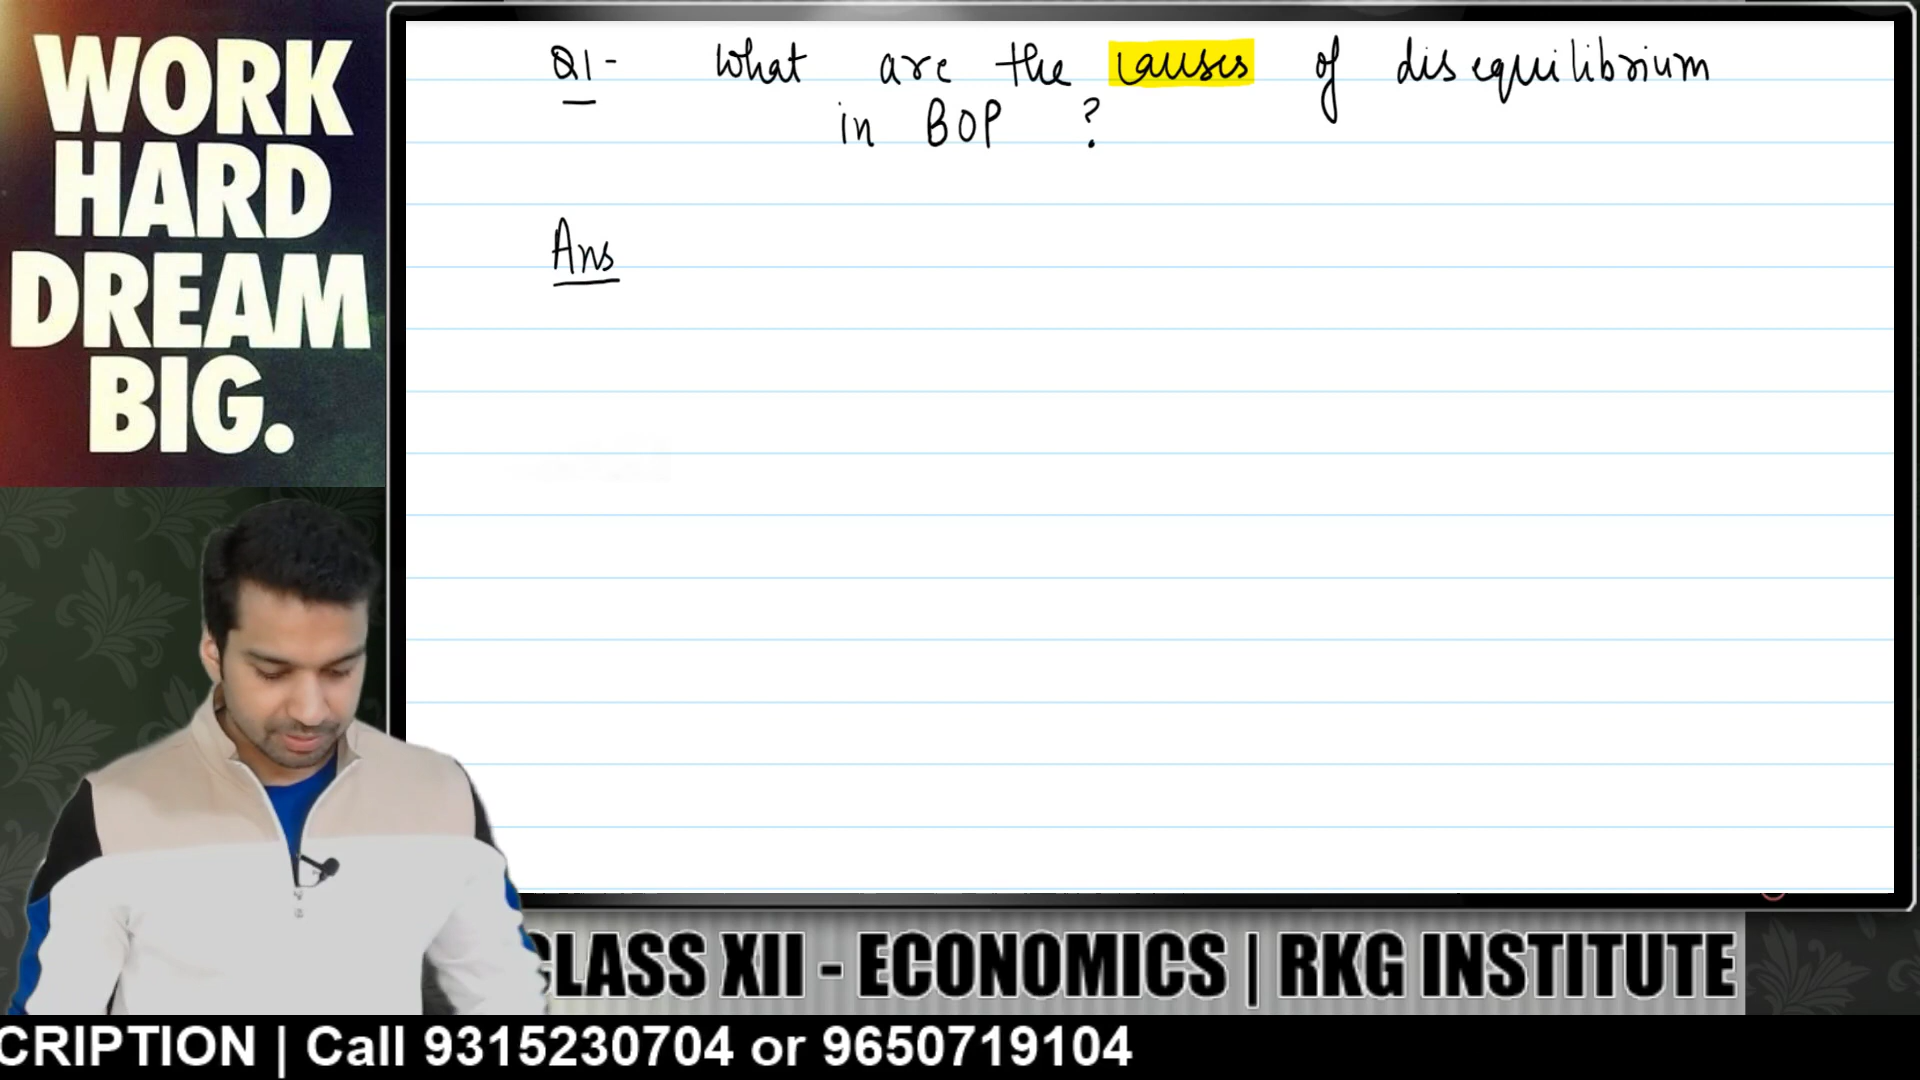 WORK
HARD
DREAM
BIG.
Q1- What are the causes of disequilibrium
in BOP ?
Ans
CLASS XII - ECONOMICS | RKG INSTITUTE
CRIPTION | Call 9315230704 or 9650719104